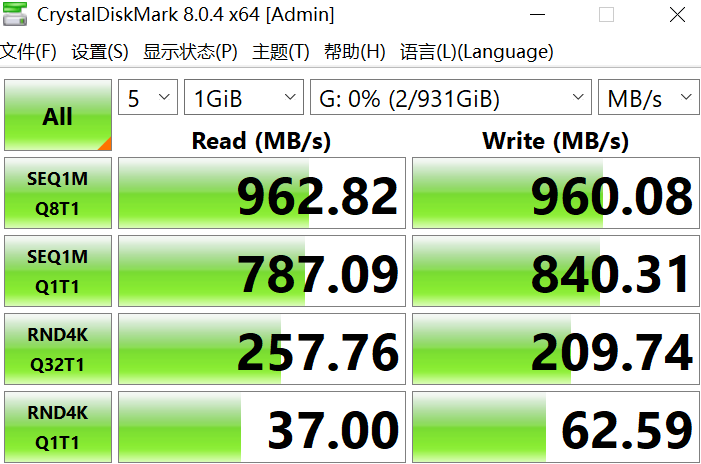 CrystalDiskMark 8.0.4 x64 [Admin]
文件(F) 设置(S) 显示状态(P) 主题(T) 帮助(H) 语言(L)(Language)
All 5 1GiB G: 0% (2/931GiB) MB/s
Read (MB/s) Write (MB/s)
SEQ1M
Q8T1
962.82 960.08
SEQ1M
Q1T1
787.09 840.31
RND4K
Q32T1
257.76 209.74
RND4K
Q1T1
37.00 62.59